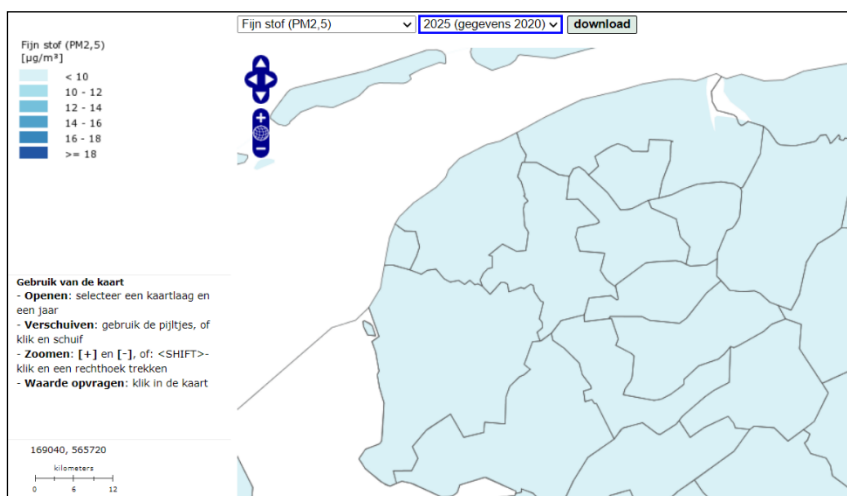 Fijn stof (PM2,5)
2025 (gegevens 2020)
download
Fijn stof (PM2,5)
[µg/m³]
< 10
10 - 12
12 - 14
14 - 16
16 - 18
>= 18
Gebruik van de kaart
- Openen: selecteer een kaartlaag en
een jaar
- Verschuiven: gebruik de pijltjes, of
klik en schuif
- Zoomen: [+] en [-], of: <SHIFT>-
klik en een rechthoek trekken
- Waarde opvragen: klik in de kaart
169040, 565720
kilometers
0 6 12